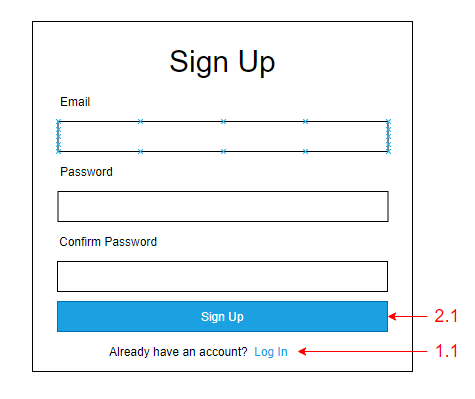 Sign Up
Email
Password
Confirm Password
Sign Up
2.1
Already have an account? Log In
1.1